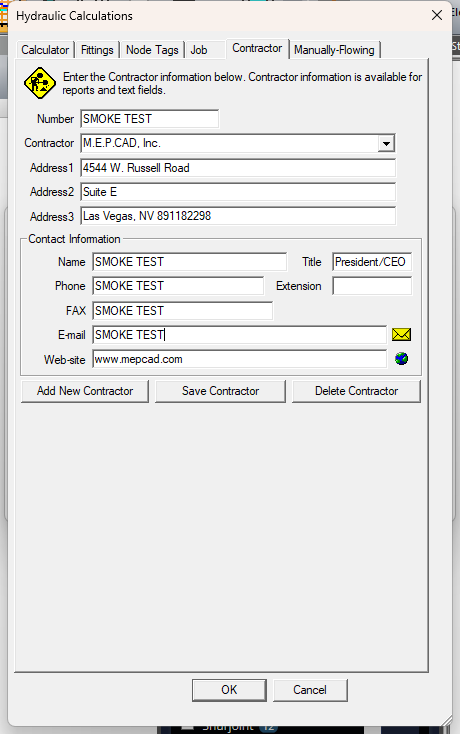 Hydraulic Calculations
Calculator Fittings Node Tags Job Contractor Manually-Flowing
Enter the Contractor information below. Contractor information is available for
reports and text fields.
Number SMOKE TEST
Contractor M.E.P.CAD, Inc.
Address1 4544 W. Russell Road
Address2 Suite E
Address3 Las Vegas, NV 891182298
Contact Information
Name SMOKE TEST Title President/CEO
Phone SMOKE TEST Extension
FAX SMOKE TEST
E-mail SMOKE TEST
Web-site www.mepcad.com
Add New Contractor Save Contractor Delete Contractor
OK Cancel